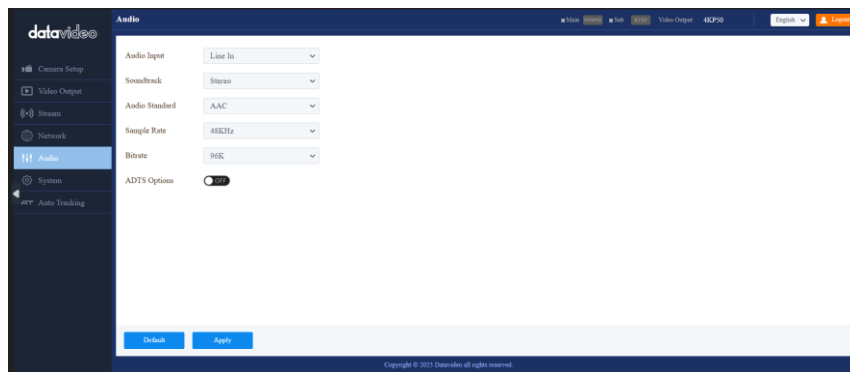 datavideo
Audio
Main
Sub
Video Output
4KP50
English
Logout
Camera Setup
Video Output
Stream
Network
Audio
System
Auto Tracking
Audio Input
Line In
Soundtrack
Stereo
Audio Standard
AAC
Sample Rate
48KHz
Bitrate
96K
ADTS Options
OFF
Default
Apply
Copyright © 2023 Datavideo all rights reserved.